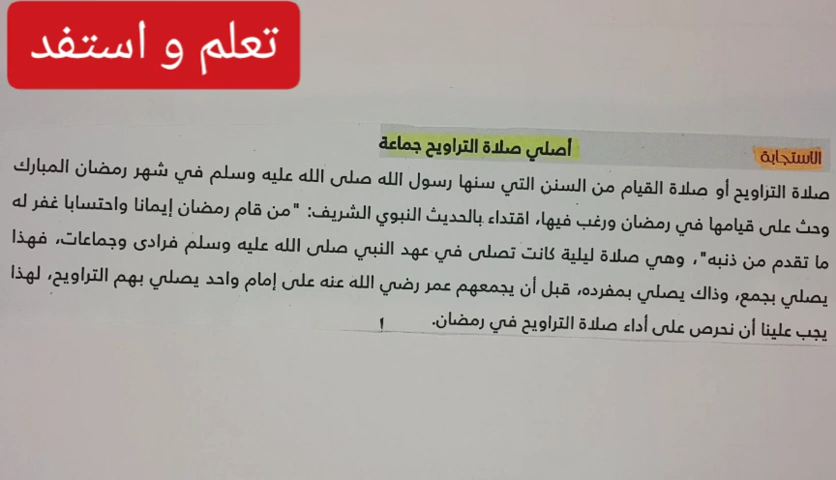 تعلم و استفد
الاستجابة أصلي صلاة التراويح جماعة
صلاة التراويح أو صلاة القيام من السنن التي سنها رسول الله صلى الله عليه وسلم في شهر رمضان المبارك
وحث على قيامها في رمضان ورغب فيها، اقتداء بالحديث النبوي الشريف: "من قام رمضان إيمانا واحتسابا غفر له
ما تقدم من ذنبه"، وهي صلاة ليلية كانت تصلى في عهد النبي صلى الله عليه وسلم فرادى وجماعات، فهذا
يصلي بجمع، وذاك يصلي بمفرده، قبل أن يجمعهم عمر رضي الله عنه على إمام واحد يصلي بهم التراويح، لهذا
يجب علينا أن نحرص على أداء صلاة التراويح في رمضان.